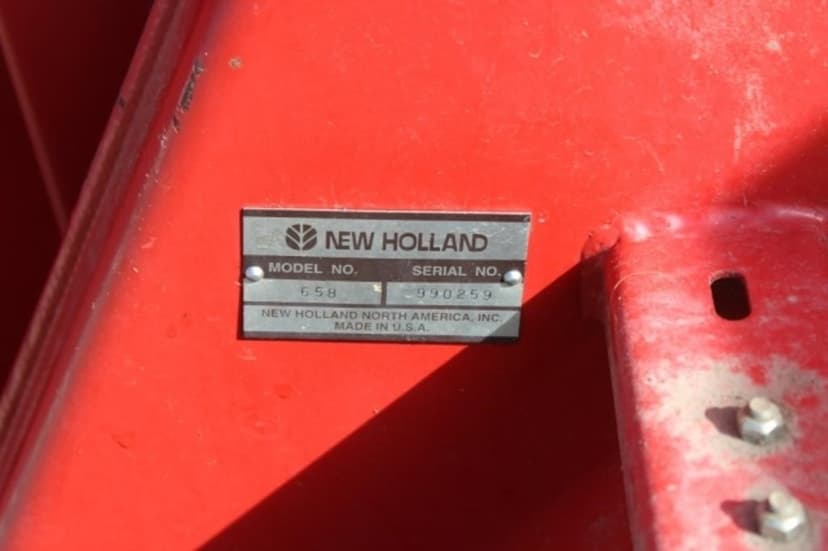 NEW HOLLAND
MODEL NO. SERIAL NO.
658 990259
NEW HOLLAND NORTH AMERICA, INC.
MADE IN U.S.A.